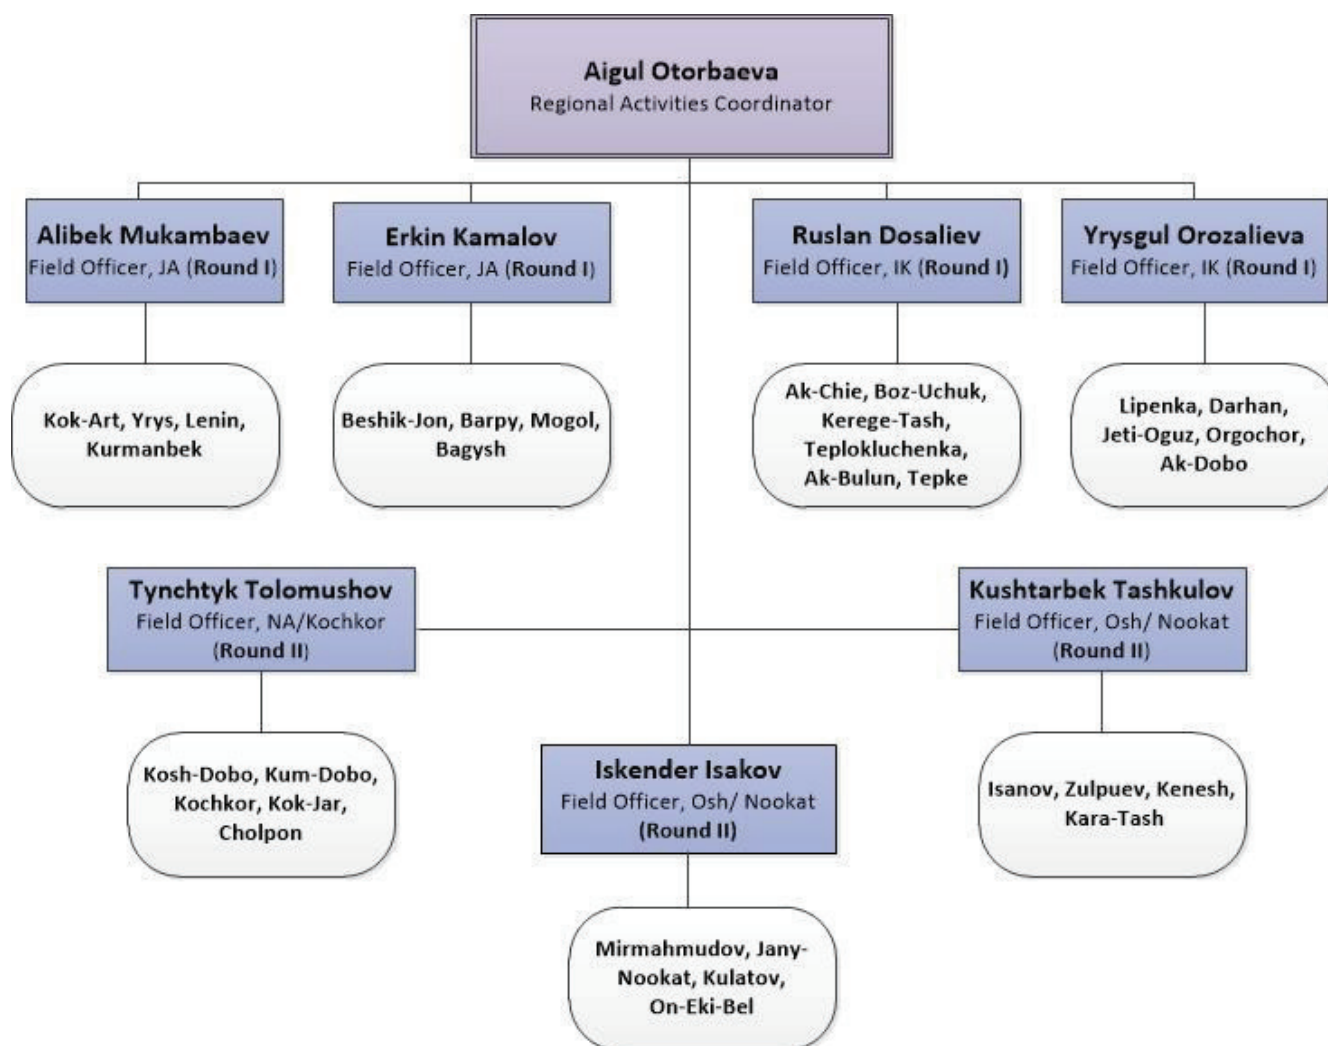 Aigul Otorbaeva
Regional Activities Coordinator
Alibek Mukambaev
Field Officer, JA (Round I)
Erkin Kamalov
Field Officer, JA (Round I)
Ruslan Dosaliev
Field Officer, IK (Round I)
Yrysgul Orozalieva
Field Officer, IK (Round I)
Kok-Art, Yrys, Lenin,
Kurmanbek
Beshik-Jon, Barpy, Mogol,
Bagysh
Ak-Chie, Boz-Uchuk,
Kerege-Tash,
Teplokluchenka,
Ak-Bulun, Tepke
Lipenka, Darhan,
Jeti-Oguz, Orgochor,
Ak-Dobo
Tynchtyk Tolomushov
Field Officer, NA/Kochkor
(Round II)
Kushtarbek Tashkulov
Field Officer, Osh/ Nookat
(Round II)
Kosh-Dobo, Kum-Dobo,
Kochkor, Kok-Jar,
Cholpon
Iskender Isakov
Field Officer, Osh/ Nookat
(Round II)
Isanov, Zulpuev, Kenesh,
Kara-Tash
Mirmahmudov, Jany-
Nookat, Kulatov,
On-Eki-Bel